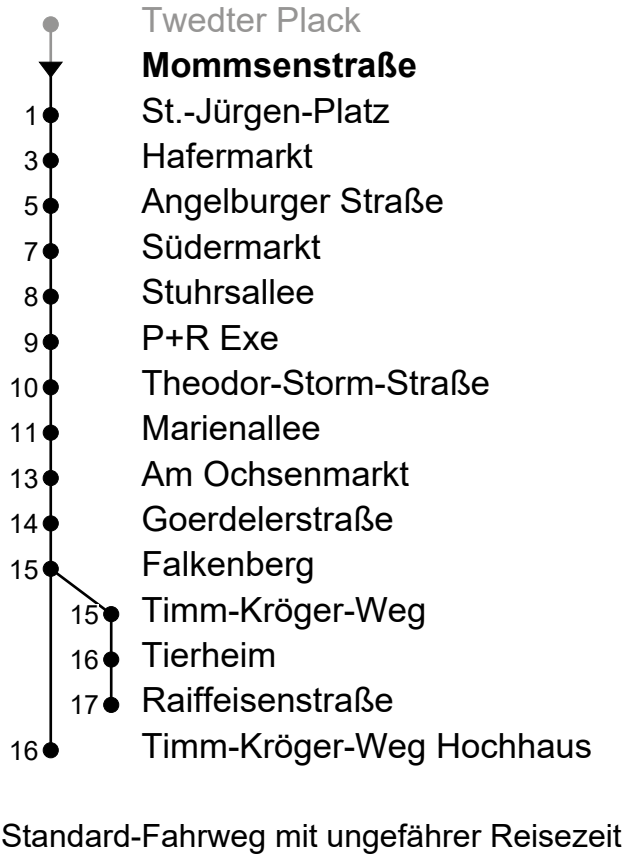 Twedter Plack
Mommsenstraße
1 St.-Jürgen-Platz
3 Hafermarkt
5 Angelburger Straße
7 Südermarkt
8 Stuhrsallee
9 P+R Exe
10 Theodor-Storm-Straße
11 Marienallee
13 Am Ochsenmarkt
14 Goerdelerstraße
15 Falkenberg
15 Timm-Kröger-Weg
16 Tierheim
17 Raiffeisenstraße
16 Timm-Kröger-Weg Hochhaus
Standard-Fahrweg mit ungefährer Reisezeit